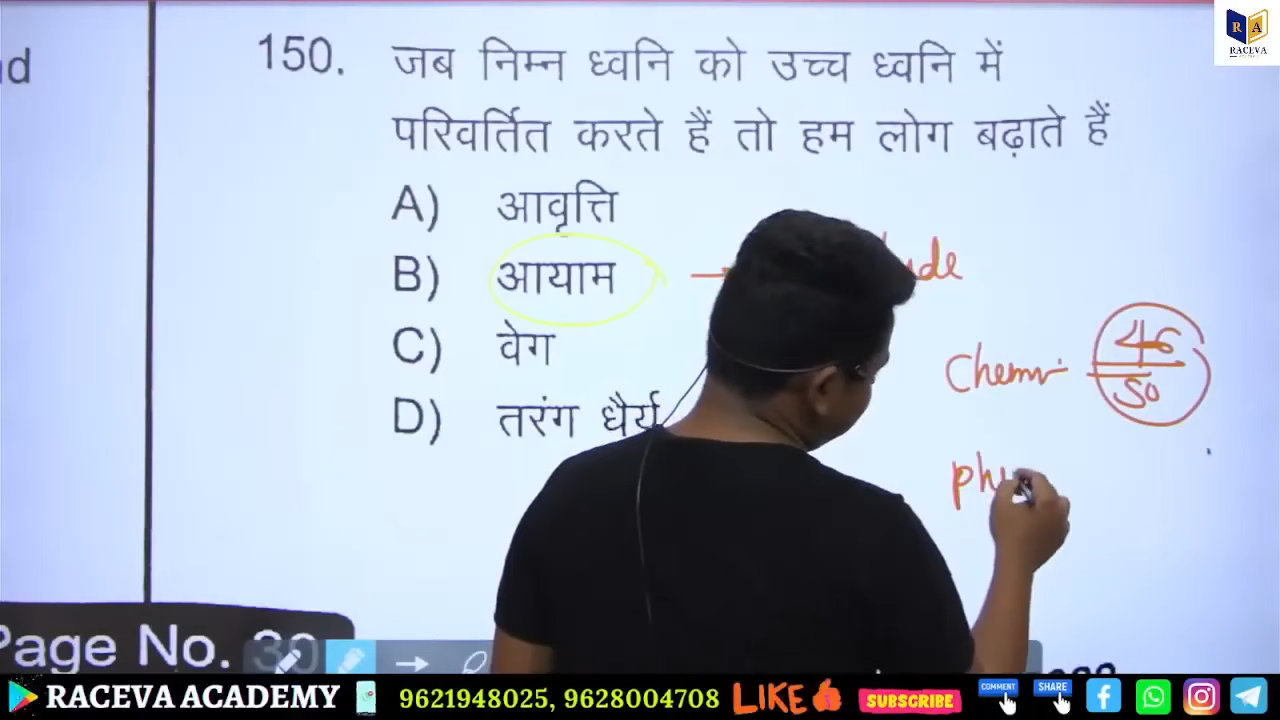 150. जब निम्न ध्वनि को उच्च ध्वनि में
परिवर्तित करते हैं तो हम लोग बढ़ाते हैं
A) आवृत्ति
B) आयाम
C) वेग
D) तरंग धैर्य
Chem 46
50
Page No. 30
R A
RACEVA
RACEVA ACADEMY
9621948025, 9628004708
LIKE
SUBSCRIBE
COMMENT
SHARE